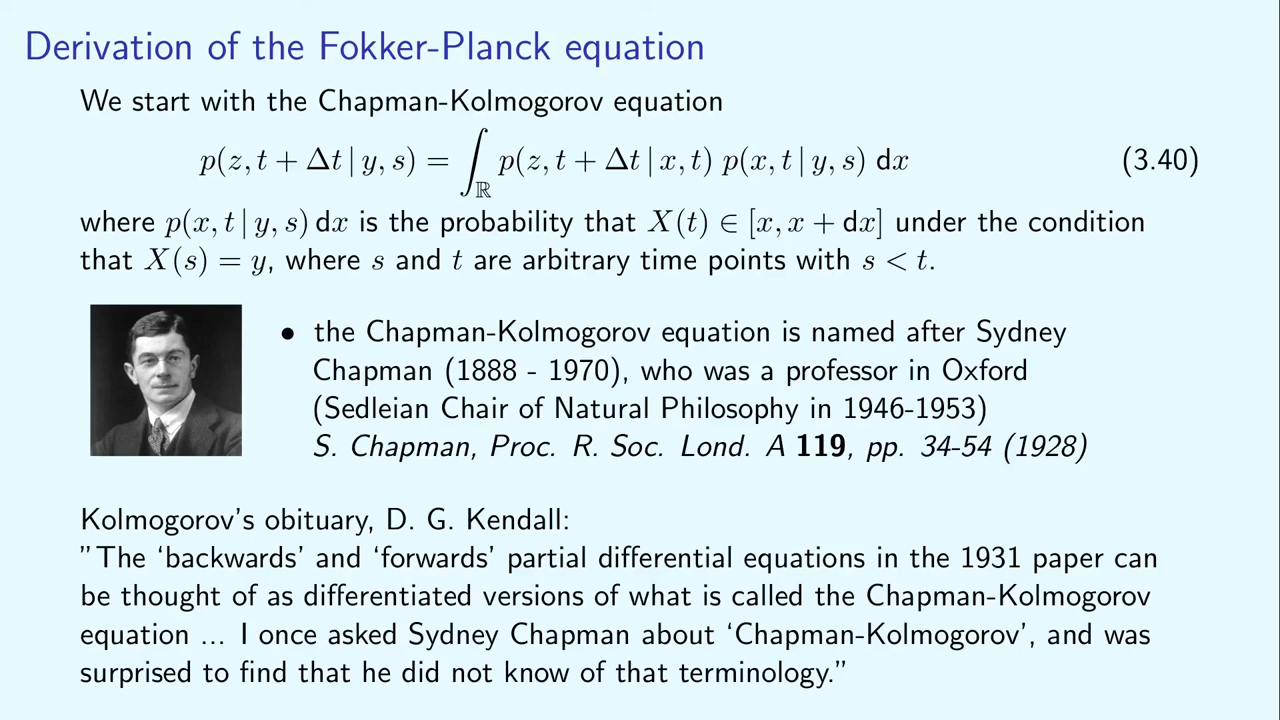 Derivation of the Fokker-Planck equation
We start with the Chapman-Kolmogorov equation
p(z, t + Δt | y, s) = ∫_ℝ p(z, t + Δt | x, t) p(x, t | y, s) dx (3.40)
where p(x, t | y, s) dx is the probability that X(t) ∈ [x, x + dx] under the condition
that X(s) = y, where s and t are arbitrary time points with s < t.
• the Chapman-Kolmogorov equation is named after Sydney
Chapman (1888 - 1970), who was a professor in Oxford
(Sedleian Chair of Natural Philosophy in 1946-1953)
S. Chapman, Proc. R. Soc. Lond. A 119, pp. 34-54 (1928)
Kolmogorov's obituary, D. G. Kendall:
"The 'backwards' and 'forwards' partial differential equations in the 1931 paper can
be thought of as differentiated versions of what is called the Chapman-Kolmogorov
equation ... I once asked Sydney Chapman about 'Chapman-Kolmogorov', and was
surprised to find that he did not know of that terminology."